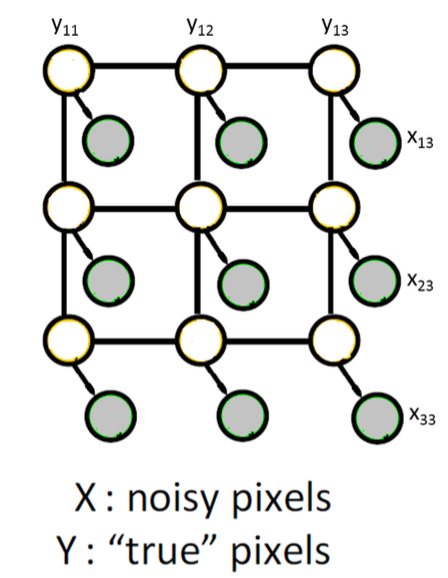 y11 y12 y13
x13
x23
x33
X : noisy pixels
Y : “true” pixels